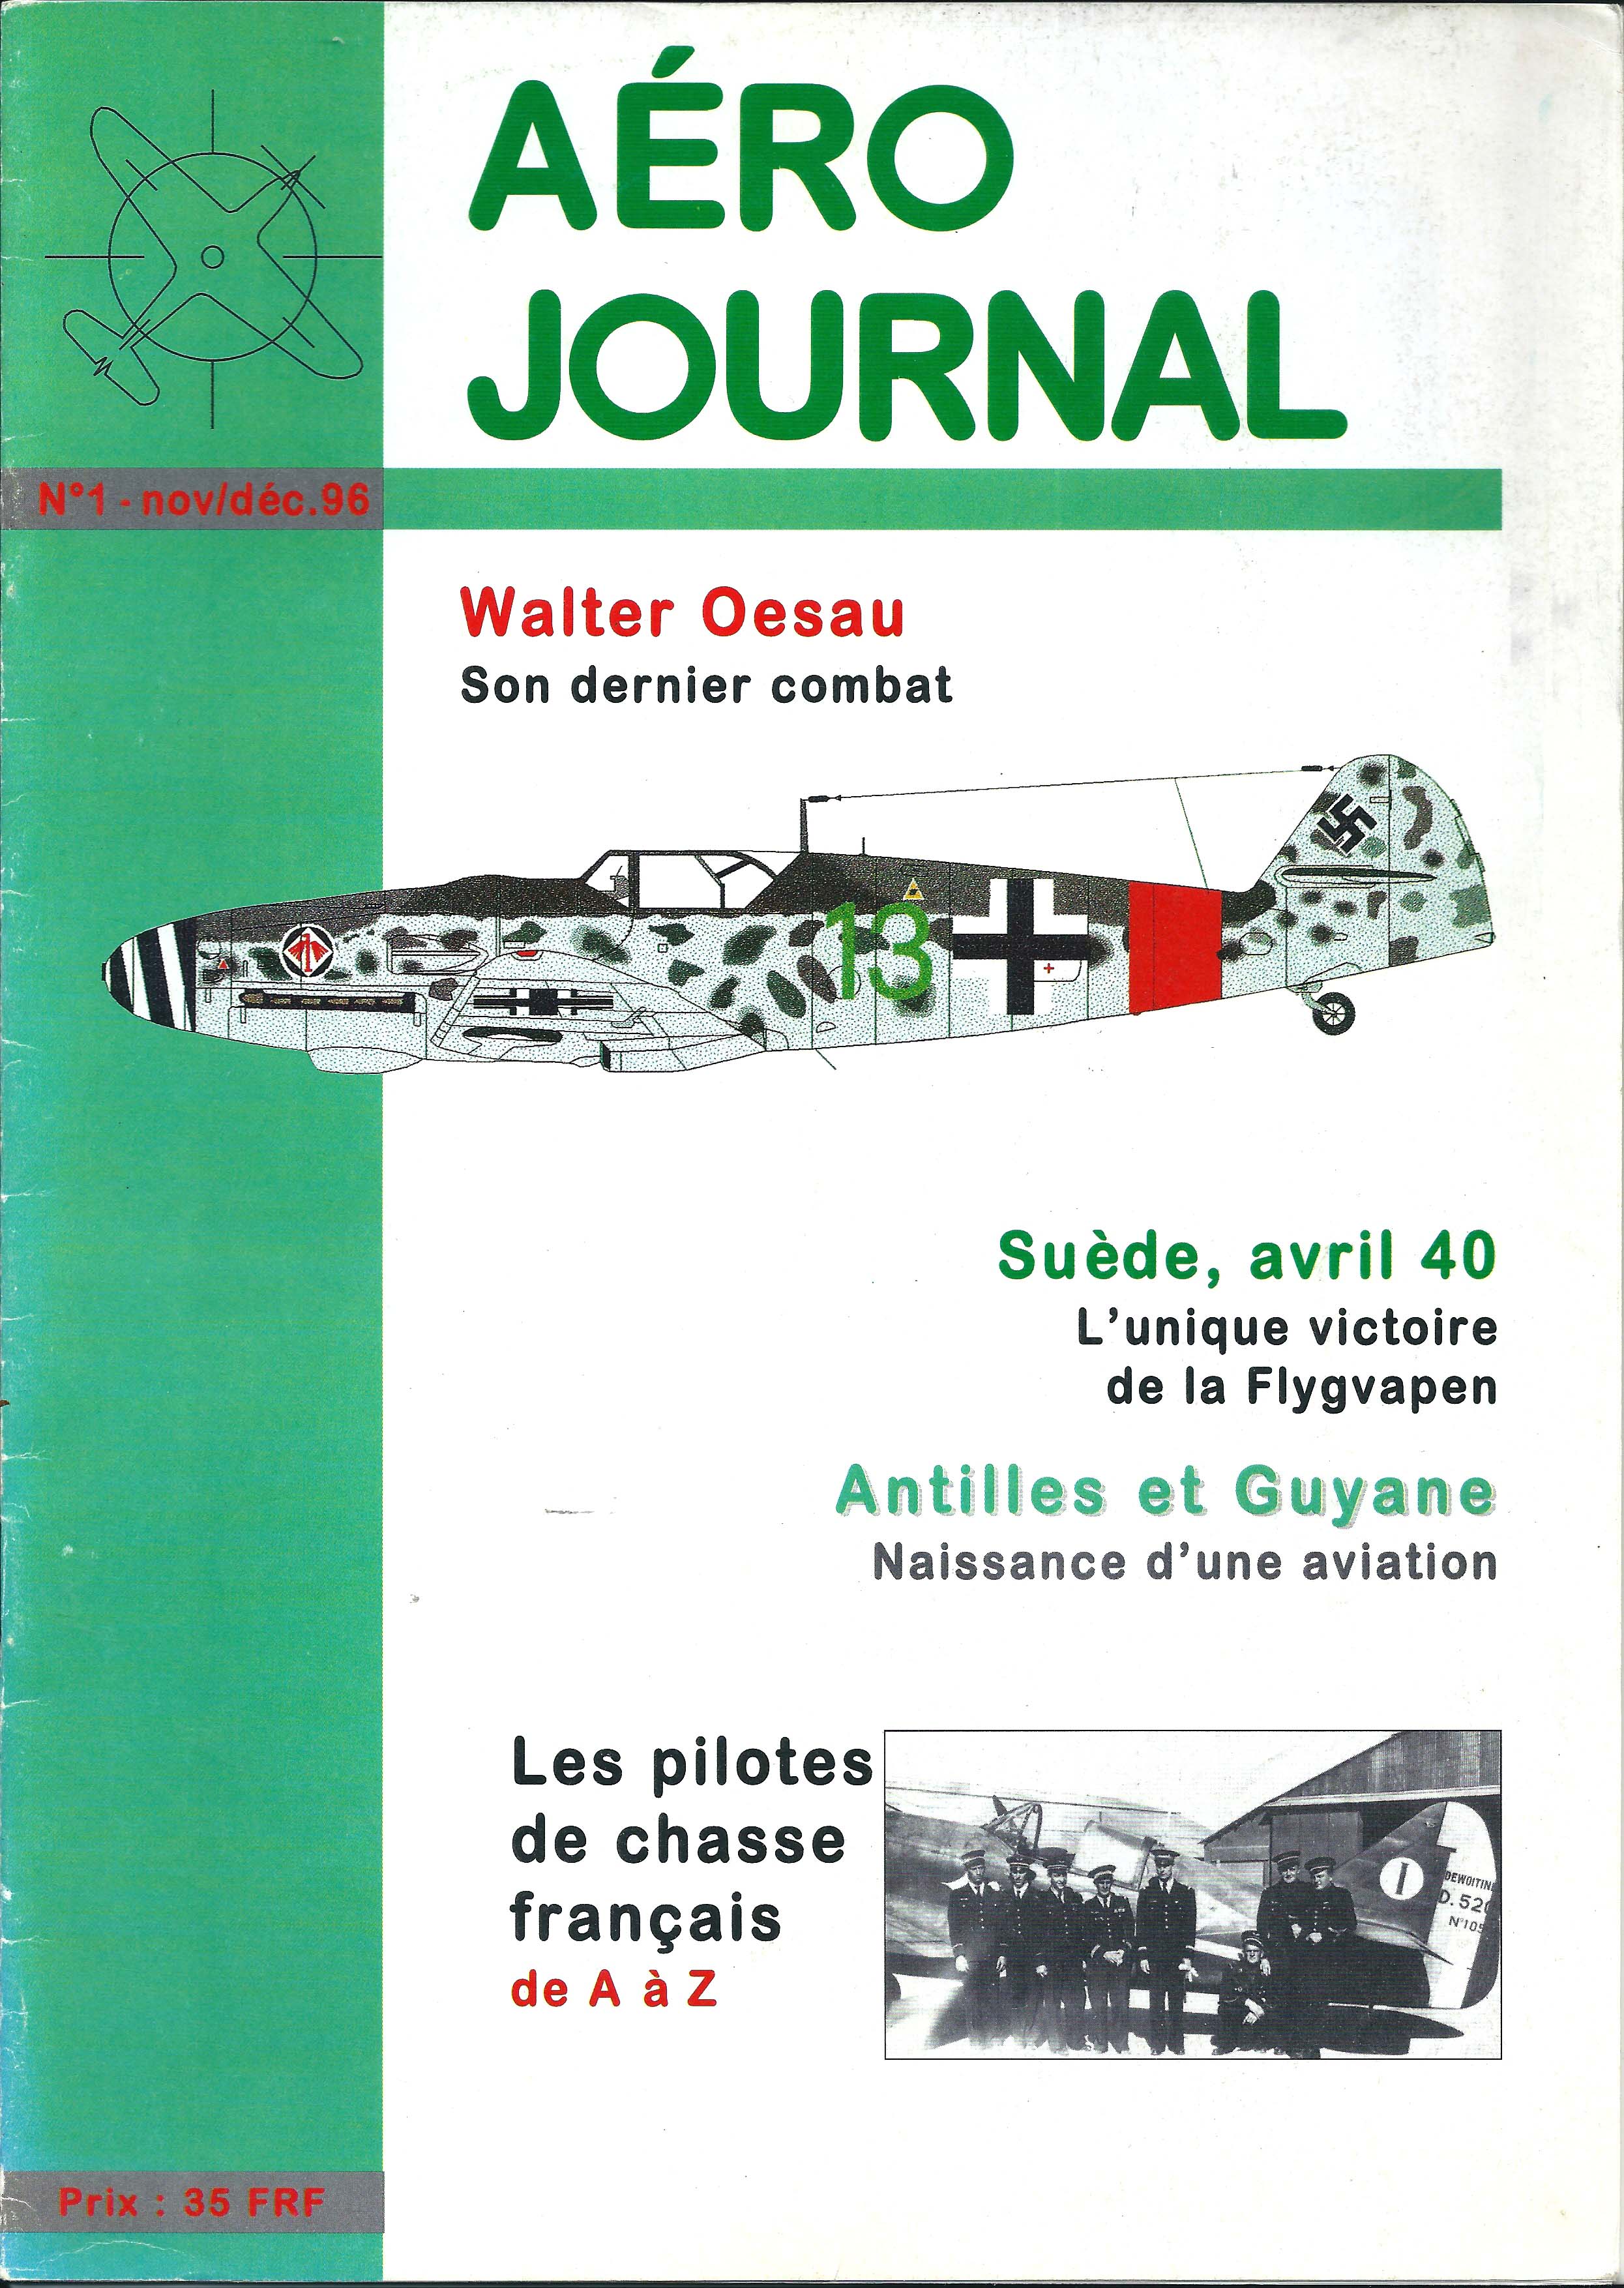 AÉRO
JOURNAL
N°1 - nov/déc.96
Walter Oesau
Son dernier combat
13
Suède, avril 40
L'unique victoire
de la Flygvapen
Antilles et Guyane
Naissance d'une aviation
Les pilotes
de chasse
français
de A à Z
1
DEWOITINE
D.520
N°105
Prix : 35 FRF